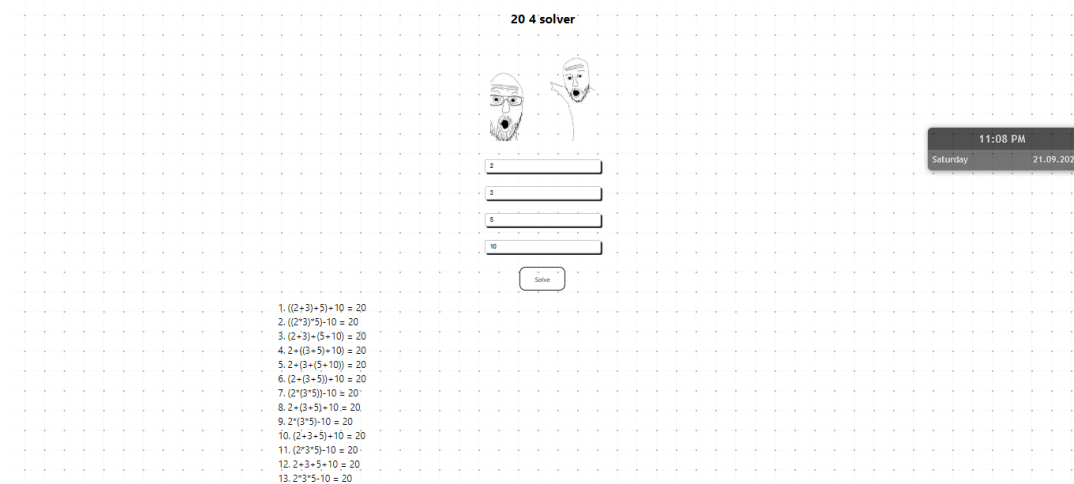 20 4 solver
11:08 PM
Saturday 21.09.202
2
3
5
10
Solve
1. ((2+3)+5)+10 = 20
2. ((2*3)*5)-10 = 20
3. (2+3)+(5+10) = 20
4. 2+((3+5)+10) = 20
5. 2+(3+(5+10)) = 20
6. (2+(3+5))+10 = 20
7. (2*(3*5))-10 = 20
8. 2+(3+5)+10 = 20
9. 2*(3*5)-10 = 20
10. (2+3+5)+10 = 20
11. (2*3*5)-10 = 20
12. 2+3+5+10 = 20
13. 2*3*5-10 = 20